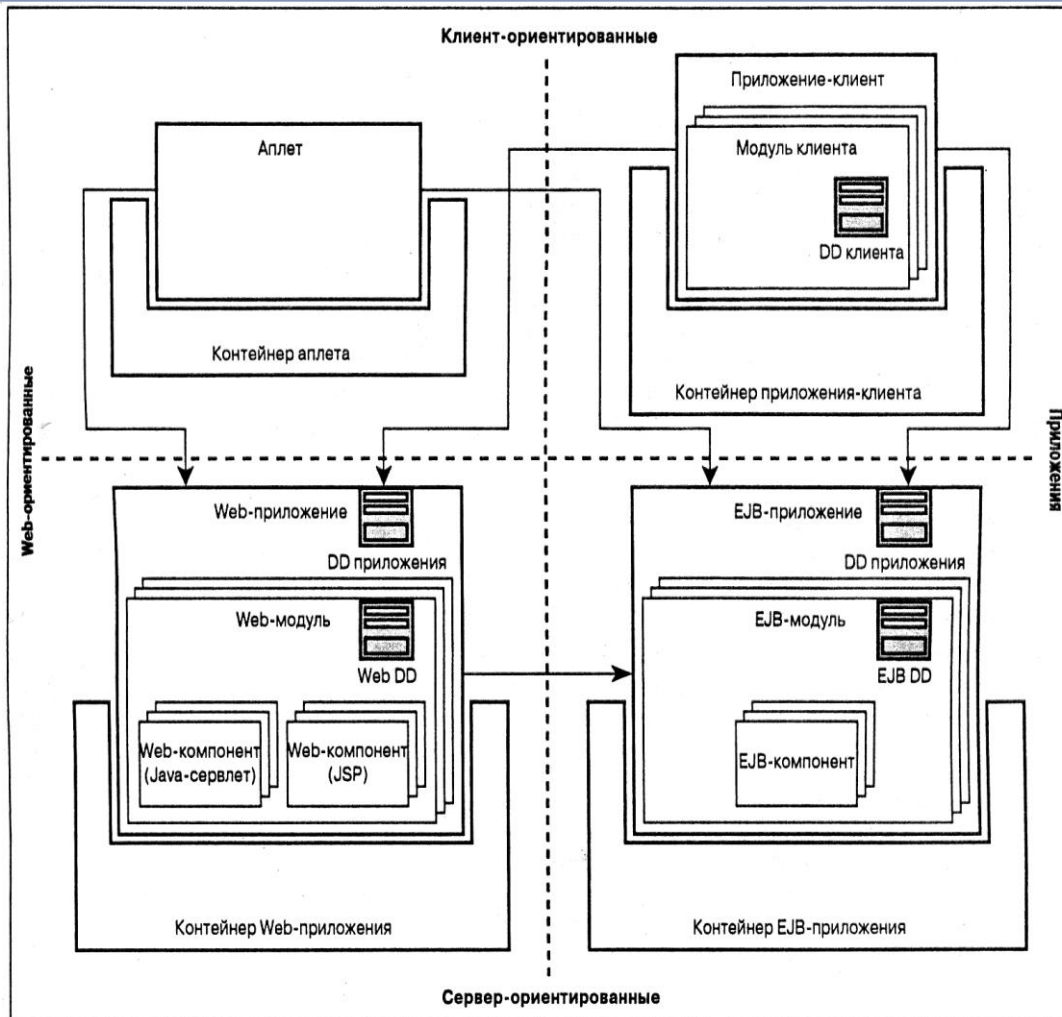 Клиент-ориентированные
Приложение-клиент
Аплет
Модуль клиента
DD клиента
Контейнер аплета
Контейнер приложения-клиента
Web-ориентированные
Приложения
Web-приложение
DD приложения
Web-модуль
Web DD
Web-компонент
(Java-сервлет)
Web-компонент
(JSP)
Контейнер Web-приложения
EJB-приложение
DD приложения
EJB-модуль
EJB DD
EJB-компонент
Контейнер EJB-приложения
Сервер-ориентированные